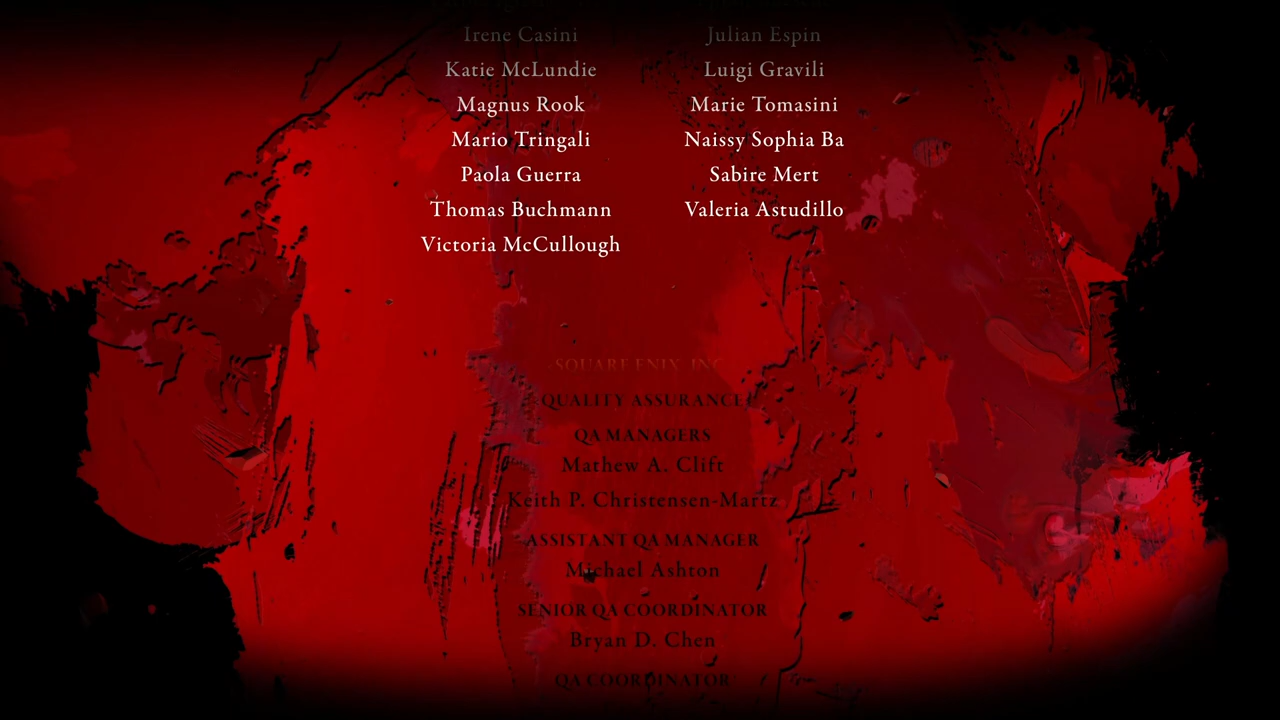 Irene Casini Julian Espin
Katie McLundie Luigi Gravili
Magnus Rook Marie Tomasini
Mario Tringali Naissy Sophia Ba
Paola Guerra Sabire Mert
Thomas Buchmann Valeria Astudillo
Victoria McCullough
SQUARE ENIX, INC.
QUALITY ASSURANCE
QA MANAGERS
Mathew A. Clift
Keith P. Christensen-Martz
ASSISTANT QA MANAGER
Michael Ashton
SENIOR QA COORDINATOR
Bryan D. Chen
QA COORDINATOR